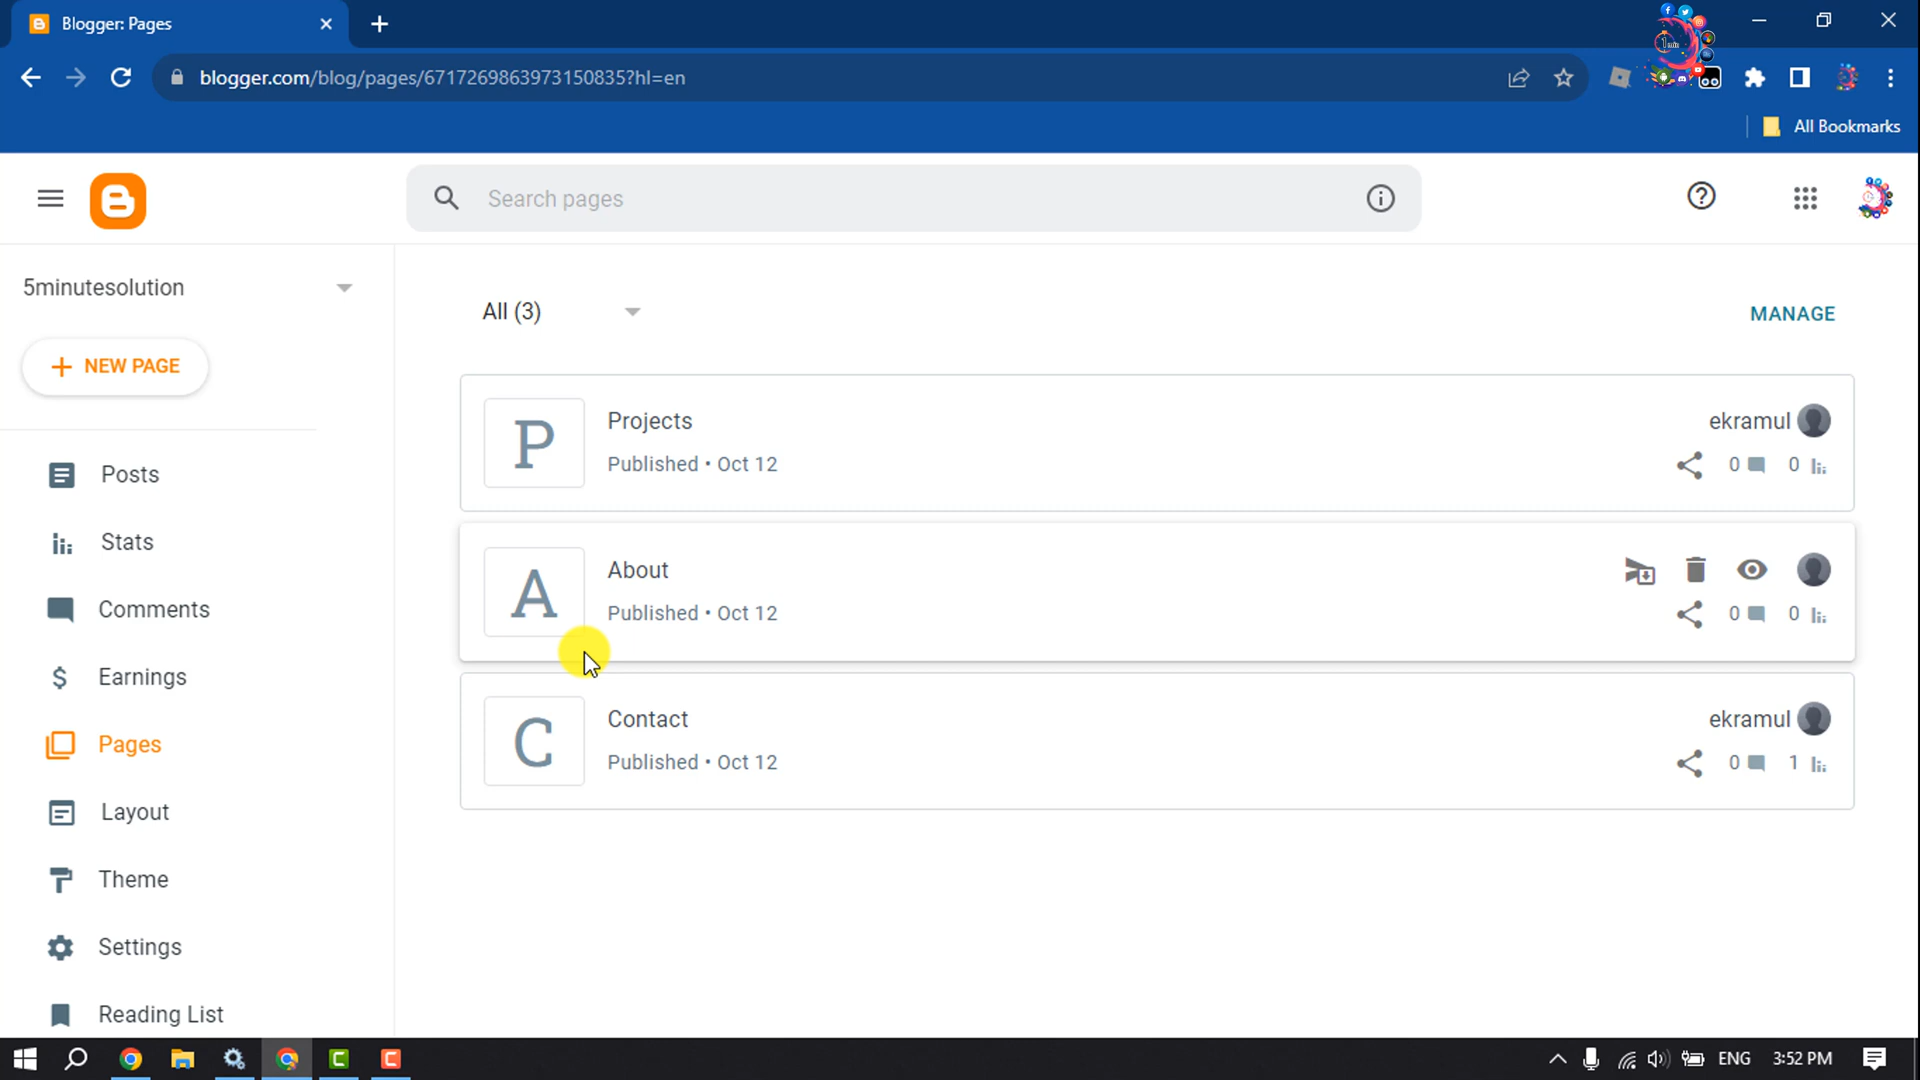 Blogger: Pages
blogger.com/blog/pages/6717269863973150835?hl=en
All Bookmarks
Search pages
5minutesolution
All (3)
MANAGE
NEW PAGE
P
Projects
ekramul
Published • Oct 12
0
0
Posts
Stats
A
About
Published • Oct 12
0
0
Comments
Earnings
C
Contact
ekramul
Published • Oct 12
0
1
Pages
Layout
Theme
Settings
Reading List
ENG
3:52 PM